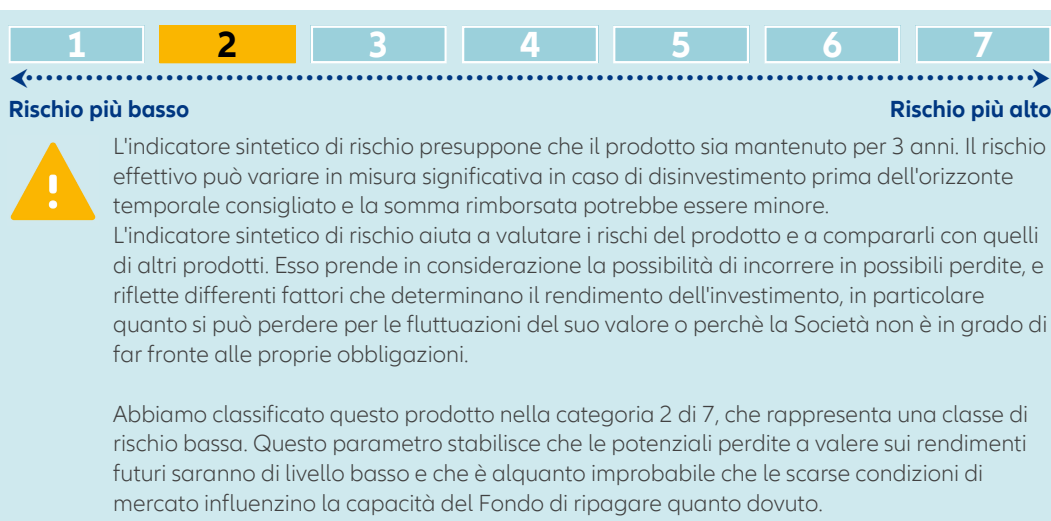 1 2 3 4 5 6 7
Rischio più basso Rischio più alto
L'indicatore sintetico di rischio presuppone che il prodotto sia mantenuto per 3 anni. Il rischio
effettivo può variare in misura significativa in caso di disinvestimento prima dell'orizzonte
temporale consigliato e la somma rimborsata potrebbe essere minore.
L'indicatore sintetico di rischio aiuta a valutare i rischi del prodotto e a compararli con quelli
di altri prodotti. Esso prende in considerazione la possibilità di incorrere in possibili perdite, e
riflette differenti fattori che determinano il rendimento dell'investimento, in particolare
quanto si può perdere per le fluttuazioni del suo valore o perchè la Società non è in grado di
far fronte alle proprie obbligazioni.
Abbiamo classificato questo prodotto nella categoria 2 di 7, che rappresenta una classe di
rischio bassa. Questo parametro stabilisce che le potenziali perdite a valere sui rendimenti
futuri saranno di livello basso e che è alquanto improbabile che le scarse condizioni di
mercato influenzino la capacità del Fondo di ripagare quanto dovuto.